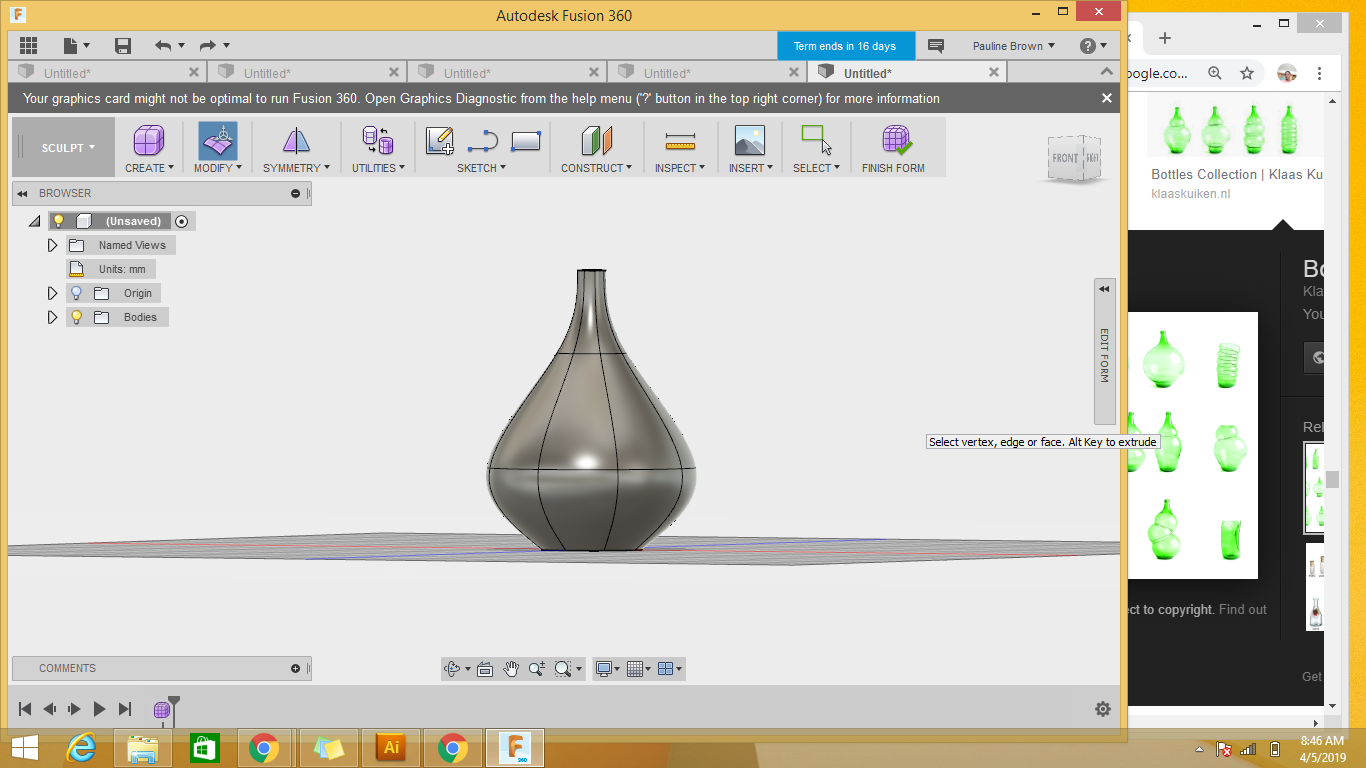 Autodesk Fusion 360
Term ends in 16 days
Pauline Brown
?
Untitled*
Untitled*
Untitled*
Untitled*
Untitled*
oogle.co...
Your graphics card might not be optimal to run Fusion 360. Open Graphics Diagnostic from the help menu ('?' button in the top right corner) for more information
SCULPT
CREATE
MODIFY
SYMMETRY
UTILITIES
SKETCH
CONSTRUCT
INSPECT
INSERT
SELECT
FINISH FORM
FRONT
RIGHT
Bottles Collection | Klaas Ku
klaaskuiken.nl
BROWSER
(Unsaved)
Named Views
Units: mm
Origin
Bodies
EDIT FORM
Select vertex, edge or face. Alt Key to extrude
Bo
Kla
You
Rel
ct to copyright. Find out
Get
COMMENTS
Ai
F
360
8:46 AM
4/5/2019